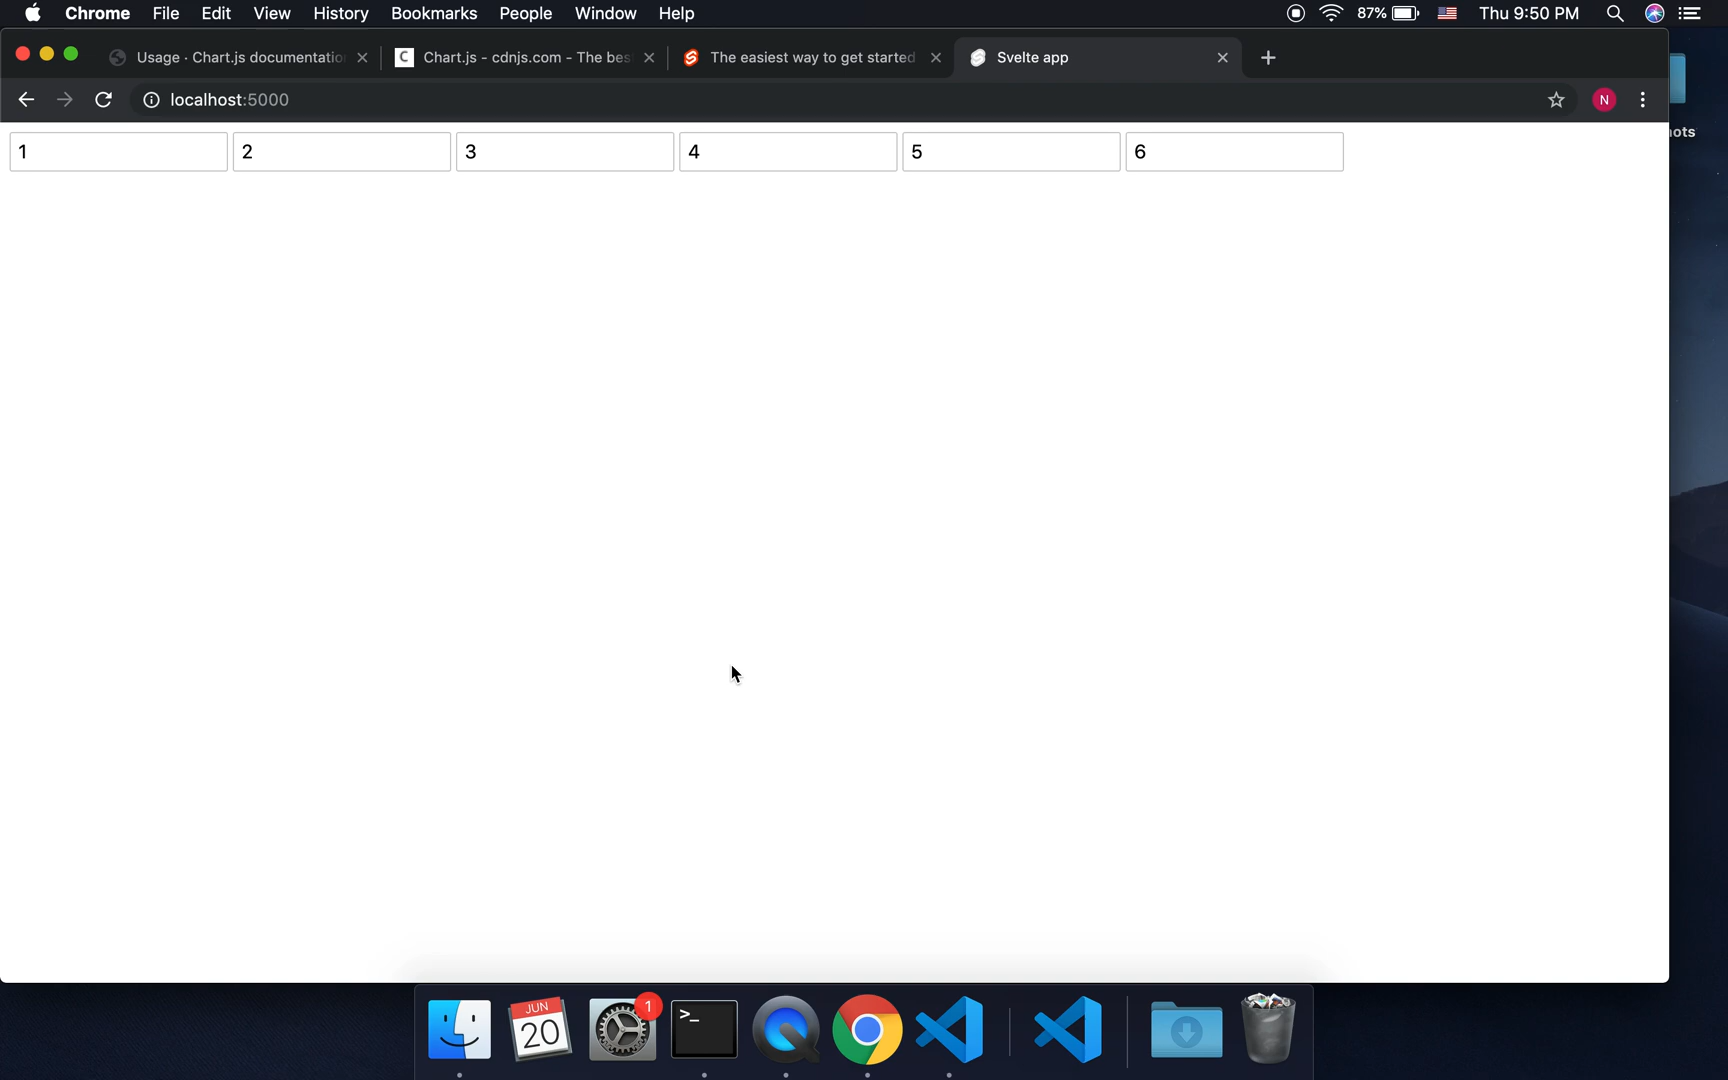 Chrome File Edit View History Bookmarks People Window Help 87% Thu 9:50 PM
Usage · Chart.js documentatio C Chart.js - cdnjs.com - The bes The easiest way to get started Svelte app
localhost:5000 N
ots
1 2 3 4 5 6
JUN
20
1
>_